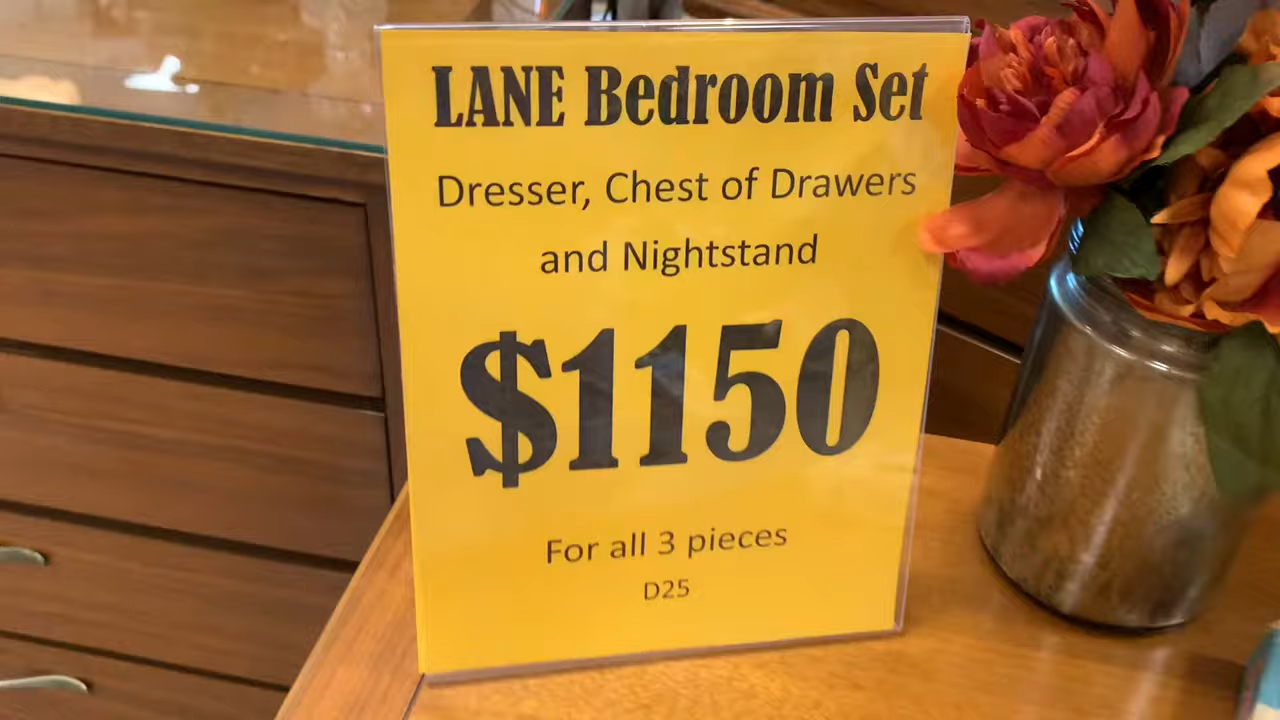 LANE Bedroom Set
Dresser, Chest of Drawers
and Nightstand
$1150
For all 3 pieces
D25